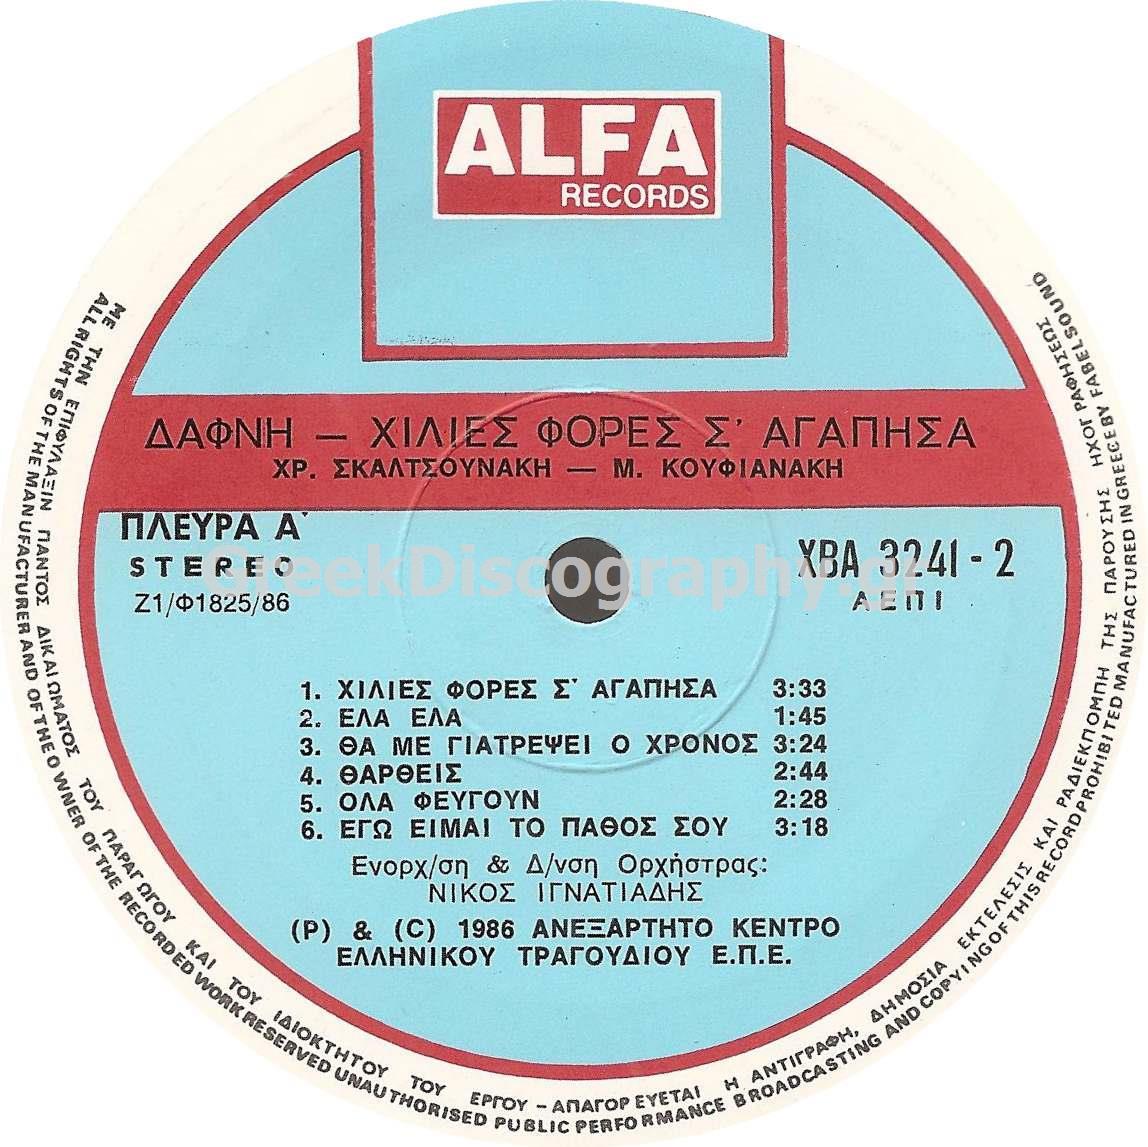 ALFA
RECORDS
ΔΑΦΝΗ — ΧΙΛΙΕΣ ΦΟΡΕΣ Σ' ΑΓΑΠΗΣΑ
ΧΡ. ΣΚΑΛΤΣΟΥΝΑΚΗ — Μ. ΚΟΥΦΙΑΝΑΚΗ
ΠΛΕΥΡΑ Α'
STEREO
Ζ1/Φ1825/86
XBA 3241-2
ΑΕΠΙ
GreekDiscography.gr
1. ΧΙΛΙΕΣ ΦΟΡΕΣ Σ' ΑΓΑΠΗΣΑ 3:33
2. ΕΛΑ ΕΛΑ 1:45
3. ΘΑ ΜΕ ΓΙΑΤΡΕΨΕΙ Ο ΧΡΟΝΟΣ 3:24
4. ΘΑΡΘΕΙΣ 2:44
5. ΟΛΑ ΦΕΥΓΟΥΝ 2:28
6. ΕΓΩ ΕΙΜΑΙ ΤΟ ΠΑΘΟΣ ΣΟΥ 3:18
Ενορχ/ση & Δ/νση Ορχήστρας:
ΝΙΚΟΣ ΙΓΝΑΤΙΑΔΗΣ
(P) & (C) 1986 ΑΝΕΞΑΡΤΗΤΟ ΚΕΝΤΡΟ
ΕΛΛΗΝΙΚΟΥ ΤΡΑΓΟΥΔΙΟΥ Ε.Π.Ε.
ΜΕ ΤΗΝ ΕΠΙΦΥΛΑΞΙΝ ΠΑΝΤΟΣ ΔΙΚΑΙΩΜΑΤΟΣ ΤΟΥ ΠΑΡΑΓΩΓΟΥ ΚΑΙ ΤΟΥ ΙΔΙΟΚΤΗΤΟΥ ΤΟΥ ΕΡΓΟΥ – ΑΠΑΓΟΡΕΥΕΤΑΙ Η ΑΝΤΙΓΡΑΦΗ, ΔΗΜΟΣΙΑ ΕΚΤΕΛΕΣΙΣ ΚΑΙ ΡΑΔΙΕΚΠΟΜΠΗ ΤΗΣ ΠΑΡΟΥΣΗΣ ΗΧΟΓΡΑΦΗΣΕΩΣ
ALL RIGHTS OF THE MANUFACTURER AND OF THE OWNER OF THE RECORDED WORK RESERVED UNAUTHORISED PUBLIC PERFORMANCE BROADCASTING AND COPYING OF THIS RECORD PROHIBITED MANUFACTURED IN GREECE BY FABELSOUND